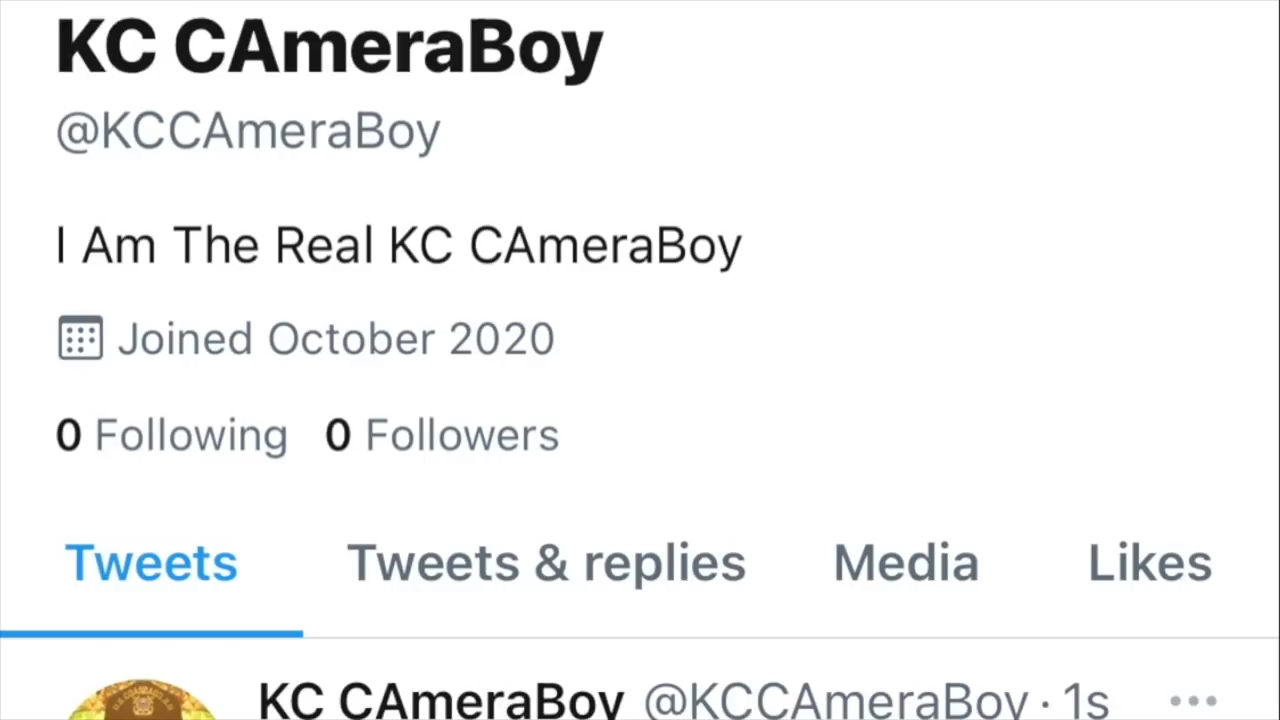 KC CAmeraBoy
@KCCAmeraBoy
I Am The Real KC CAmeraBoy
Joined October 2020
0 Following 0 Followers
Tweets Tweets & replies Media Likes
KC CAmeraBoy @KCCAmeraBoy · 1s